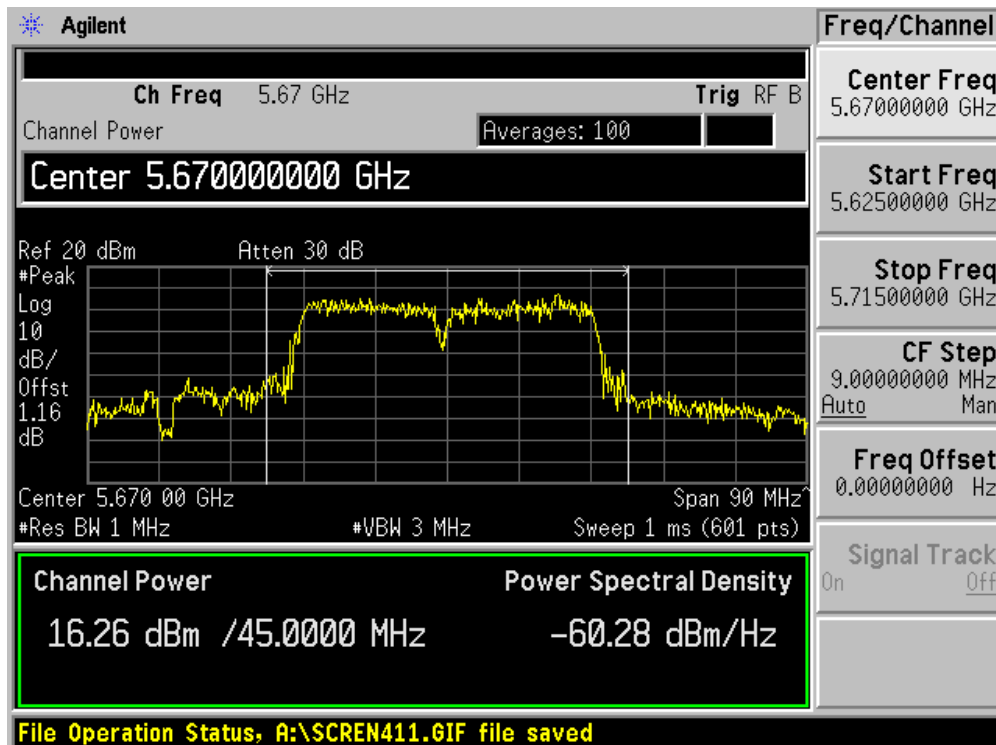 Agilent
Freq/Channel
Ch Freq 5.67 GHz Trig RF B
Channel Power Averages: 100
Center 5.670000000 GHz
Ref 20 dBm Atten 30 dB
#Peak
Log
10
dB/
Offst
1.16
dB
Center 5.670 00 GHz Span 90 MHz^
#Res BW 1 MHz #VBW 3 MHz Sweep 1 ms (601 pts)
Channel Power Power Spectral Density
16.26 dBm /45.0000 MHz -60.28 dBm/Hz
File Operation Status, A:\SCREN411.GIF file saved
Center Freq
5.67000000 GHz
Start Freq
5.62500000 GHz
Stop Freq
5.71500000 GHz
CF Step
9.00000000 MHz
Auto Man
Freq Offset
0.00000000 Hz
Signal Track
On Off